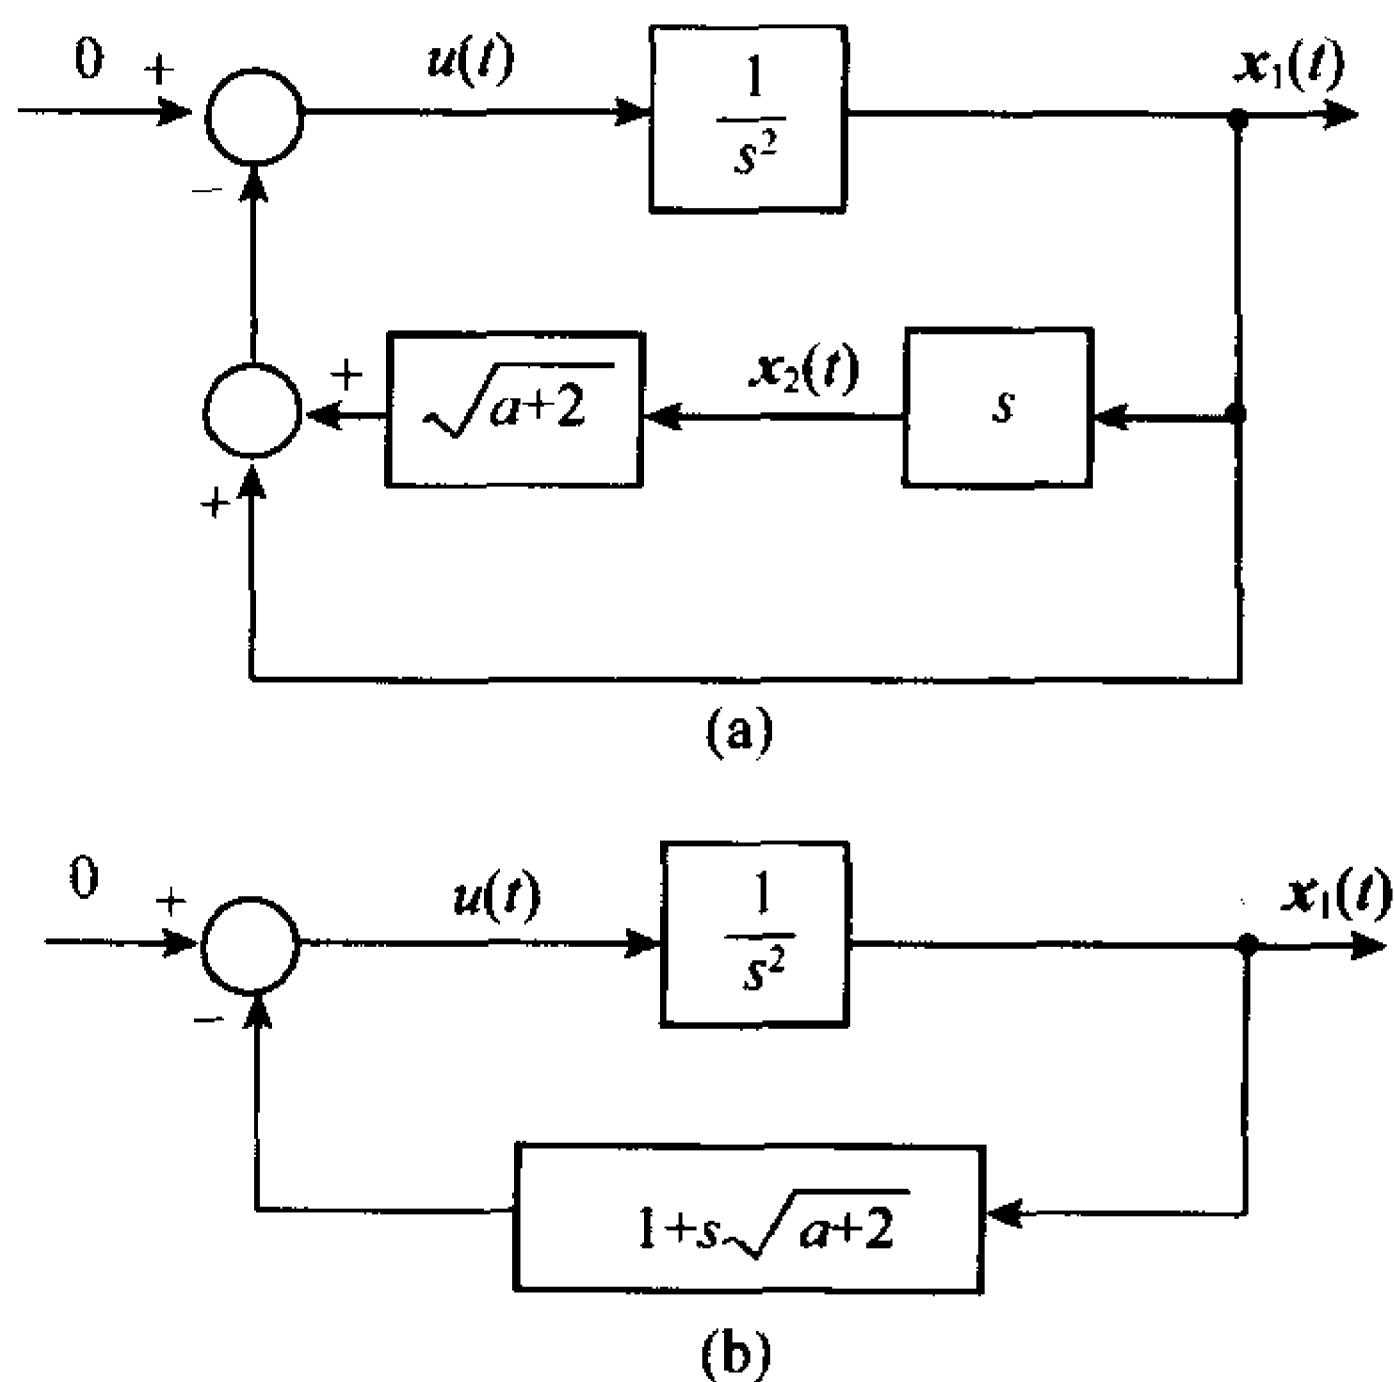 0 + u(t) 1/s² x₁(t)
−
+ √a+2 x₂(t) s
+
(a)
0 + u(t) 1/s² x₁(t)
−
1+s√a+2
(b)